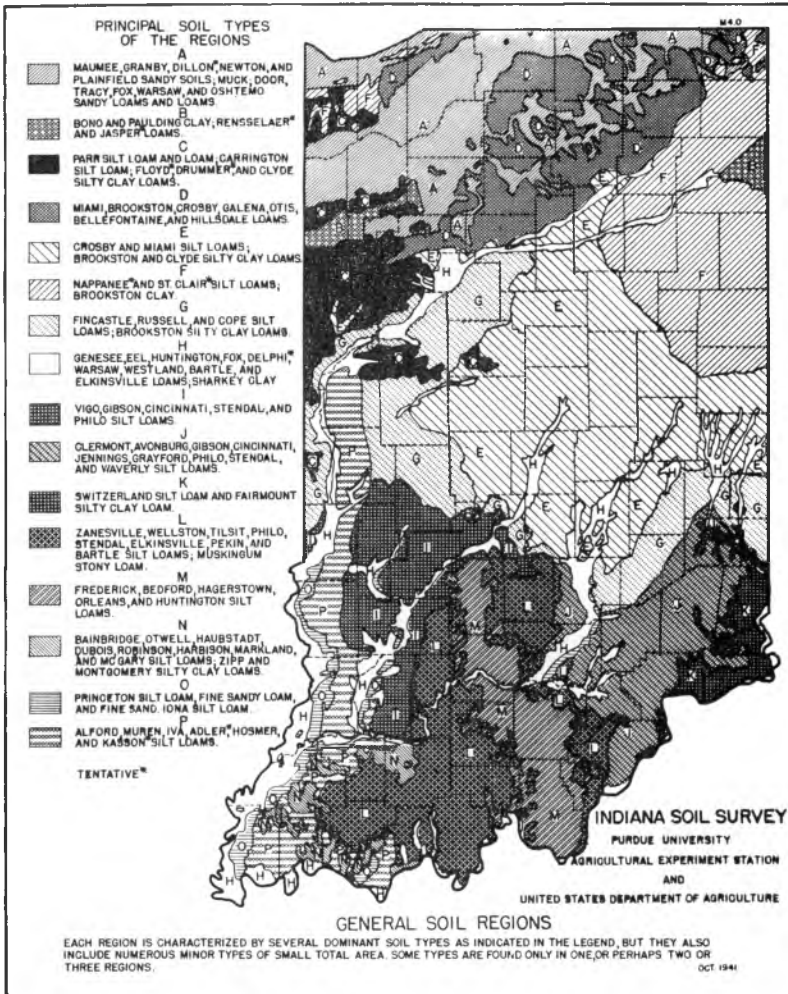 PRINCIPAL SOIL TYPES
OF THE REGIONS
A
MAUMEE, GRANBY, DILLON,* NEWTON, AND
PLAINFIELD SANDY SOILS; MUCK; DOOR,
TRACY, FOX, WARSAW, AND OSHTEMO
SANDY LOAMS AND LOAMS.
B
BONO AND PAULDING CLAY; RENSSELAER*
AND JASPER* LOAMS.
C
PARR SILT LOAM AND LOAM; CARRINGTON
SILT LOAM; FLOYD,* DRUMMER,* AND CLYDE
SILTY CLAY LOAMS.
D
MIAMI, BROOKSTON, CROSBY, GALENA, OTIS,
BELLEFONTAINE, AND HILLSDALE LOAMS.
E
CROSBY AND MIAMI SILT LOAMS;
BROOKSTON AND CLYDE SILTY CLAY LOAMS.
F
NAPPANEE* AND ST. CLAIR* SILT LOAMS;
BROOKSTON CLAY.
G
FINCASTLE, RUSSELL, AND COPE SILT
LOAMS; BROOKSTON SILTY CLAY LOAMS.
H
GENESEE, EEL, HUNTINGTON, FOX, DELPHI,*
WARSAW, WESTLAND, BARTLE, AND
ELKINSVILLE LOAMS; SHARKEY CLAY
I
VIGO, GIBSON, CINCINNATI, STENDAL, AND
PHILO SILT LOAMS.
J
CLERMONT, AVONBURG, GIBSON, CINCINNATI,
JENNINGS, GRAYFORD, PHILO, STENDAL,
AND WAVERLY SILT LOAMS.
K
SWITZERLAND SILT LOAM AND FAIRMOUNT
SILTY CLAY LOAM.
L
ZANESVILLE, WELLSTON, TILSIT, PHILO,
STENDAL, ELKINSVILLE, PEKIN, AND
BARTLE SILT LOAMS; MUSKINGUM
STONY LOAM.
M
FREDERICK, BEDFORD, HAGERSTOWN,
ORLEANS, AND HUNTINGTON SILT
LOAMS.
N
BAINBRIDGE, OTWELL, HAUBSTADT,
DUBOIS, ROBINSON, HARBISON, MARKLAND,
AND MCGARY SILT LOAMS; ZIPP AND
MONTGOMERY SILTY CLAY LOAMS.
O
PRINCETON SILT LOAM, FINE SANDY LOAM,
AND FINE SAND. IONA SILT LOAM.
P
ALFORD, MUREN, IVA, ADLER,* HOSMER,
AND KASSON* SILT LOAMS.
TENTATIVE*
M4.0
INDIANA SOIL SURVEY
PURDUE UNIVERSITY
AGRICULTURAL EXPERIMENT STATION
AND
UNITED STATES DEPARTMENT OF AGRICULTURE
GENERAL SOIL REGIONS
EACH REGION IS CHARACTERIZED BY SEVERAL DOMINANT SOIL TYPES AS INDICATED IN THE LEGEND, BUT THEY ALSO
INCLUDE NUMEROUS MINOR TYPES OF SMALL TOTAL AREA. SOME TYPES ARE FOUND ONLY IN ONE, OR PERHAPS TWO OR
THREE REGIONS.
OCT. 1941